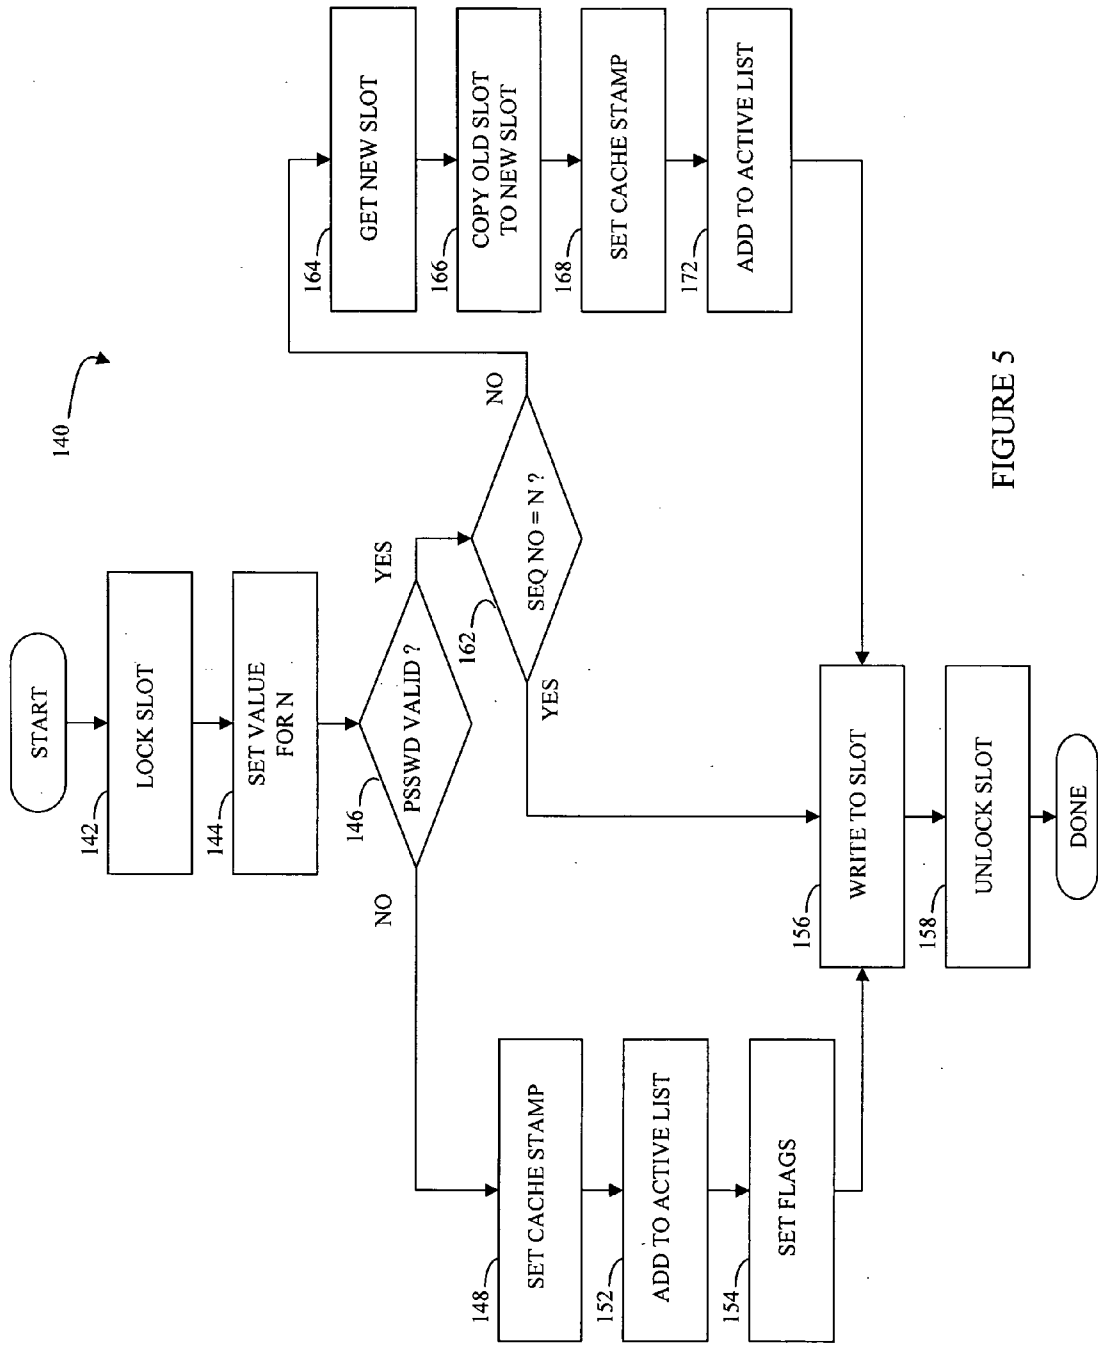 140
START
142
LOCK SLOT
144
SET VALUE
FOR N
146
PSSWD VALID ?
NO
YES
148
SET CACHE STAMP
152
ADD TO ACTIVE LIST
154
SET FLAGS
162
SEQ NO = N ?
YES
NO
164
GET NEW SLOT
166
COPY OLD SLOT
TO NEW SLOT
168
SET CACHE STAMP
172
ADD TO ACTIVE LIST
156
WRITE TO SLOT
158
UNLOCK SLOT
DONE
FIGURE 5